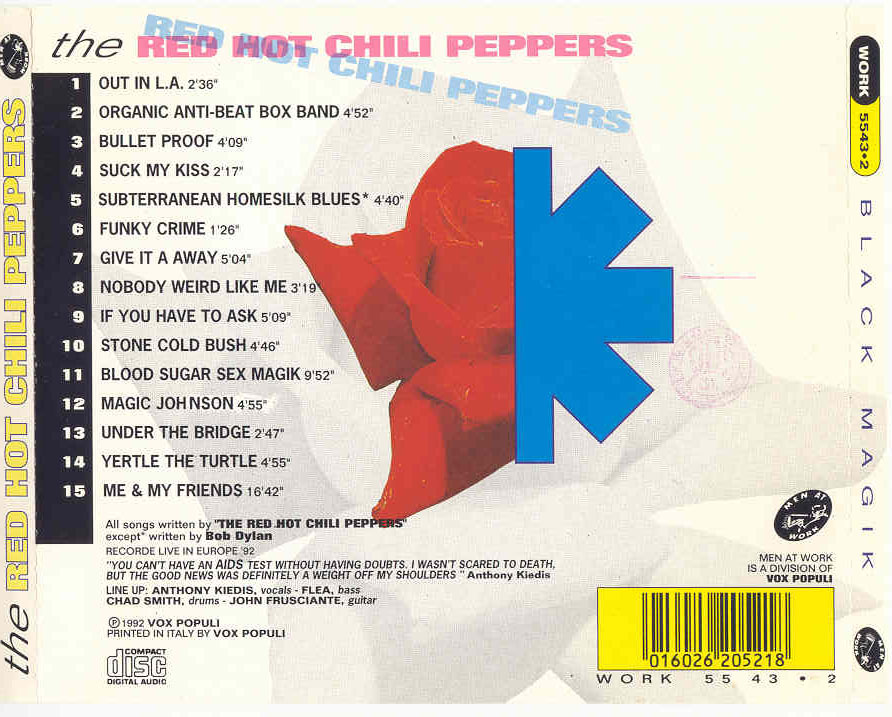 the RED HOT CHILI PEPPERS
RED HOT CHILI PEPPERS
1 OUT IN L.A. 2'36"
2 ORGANIC ANTI-BEAT BOX BAND 4'52"
3 BULLET PROOF 4'09"
4 SUCK MY KISS 2'17"
5 SUBTERRANEAN HOMESILK BLUES* 4'40"
6 FUNKY CRIME 1'26"
7 GIVE IT A AWAY 5'04"
8 NOBODY WEIRD LIKE ME 3'19"
9 IF YOU HAVE TO ASK 5'09"
10 STONE COLD BUSH 4'46"
11 BLOOD SUGAR SEX MAGIK 9'52"
12 MAGIC JOHNSON 4'55"
13 UNDER THE BRIDGE 2'47"
14 YERTLE THE TURTLE 4'55"
15 ME & MY FRIENDS 16'42"
All songs written by "THE RED HOT CHILI PEPPERS"
except* written by Bob Dylan
RECORDE LIVE IN EUROPE '92
"YOU CAN'T HAVE AN AIDS TEST WITHOUT HAVING DOUBTS. I WASN'T SCARED TO DEATH,
BUT THE GOOD NEWS WAS DEFINITELY A WEIGHT OFF MY SHOULDERS" Anthony Kiedis
LINE UP: ANTHONY KIEDIS, vocals - FLEA, bass
CHAD SMITH, drums - JOHN FRUSCIANTE, guitar
℗ 1992 VOX POPULI
PRINTED IN ITALY BY VOX POPULI
COMPACT
disc
DIGITAL AUDIO
MEN AT
WORK
MEN AT WORK
IS A DIVISION OF
VOX POPULI
016026 205218
WORK 5543•2
the RED HOT CHILI PEPPERS
MEN AT
WORK
WORK 5543•2
BLACK MAGIK
MEN AT
WORK